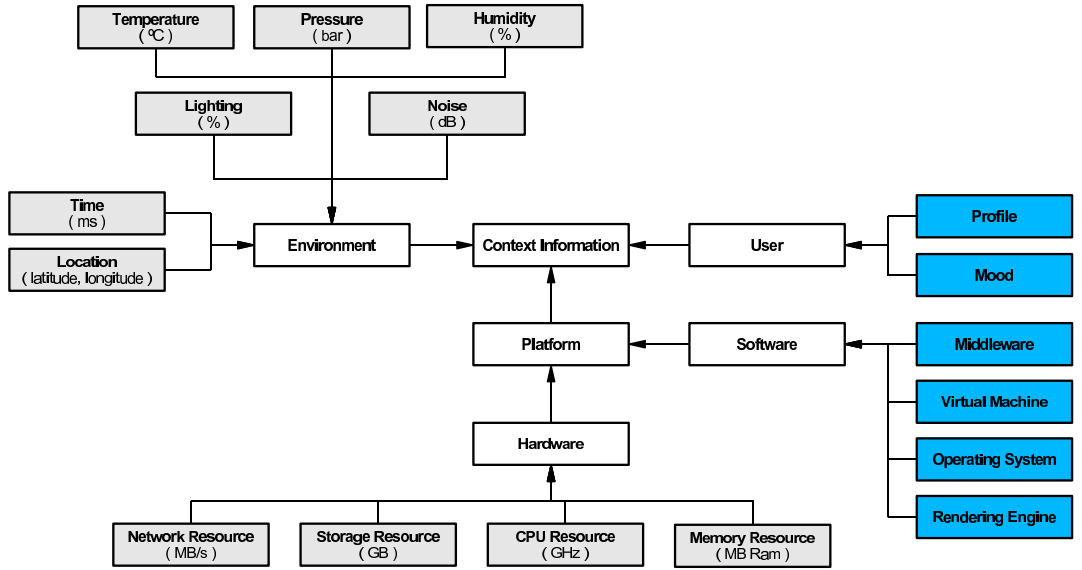 Temperature
( ºC )
Pressure
( bar )
Humidity
( % )
Lighting
( % )
Noise
( dB )
Time
( ms )
Location
( latitude, longitude )
Environment
Context Information
User
Profile
Mood
Platform
Software
Middleware
Virtual Machine
Operating System
Rendering Engine
Hardware
Network Resource
( MB/s )
Storage Resource
( GB )
CPU Resource
( GHz )
Memory Resource
( MB Ram )